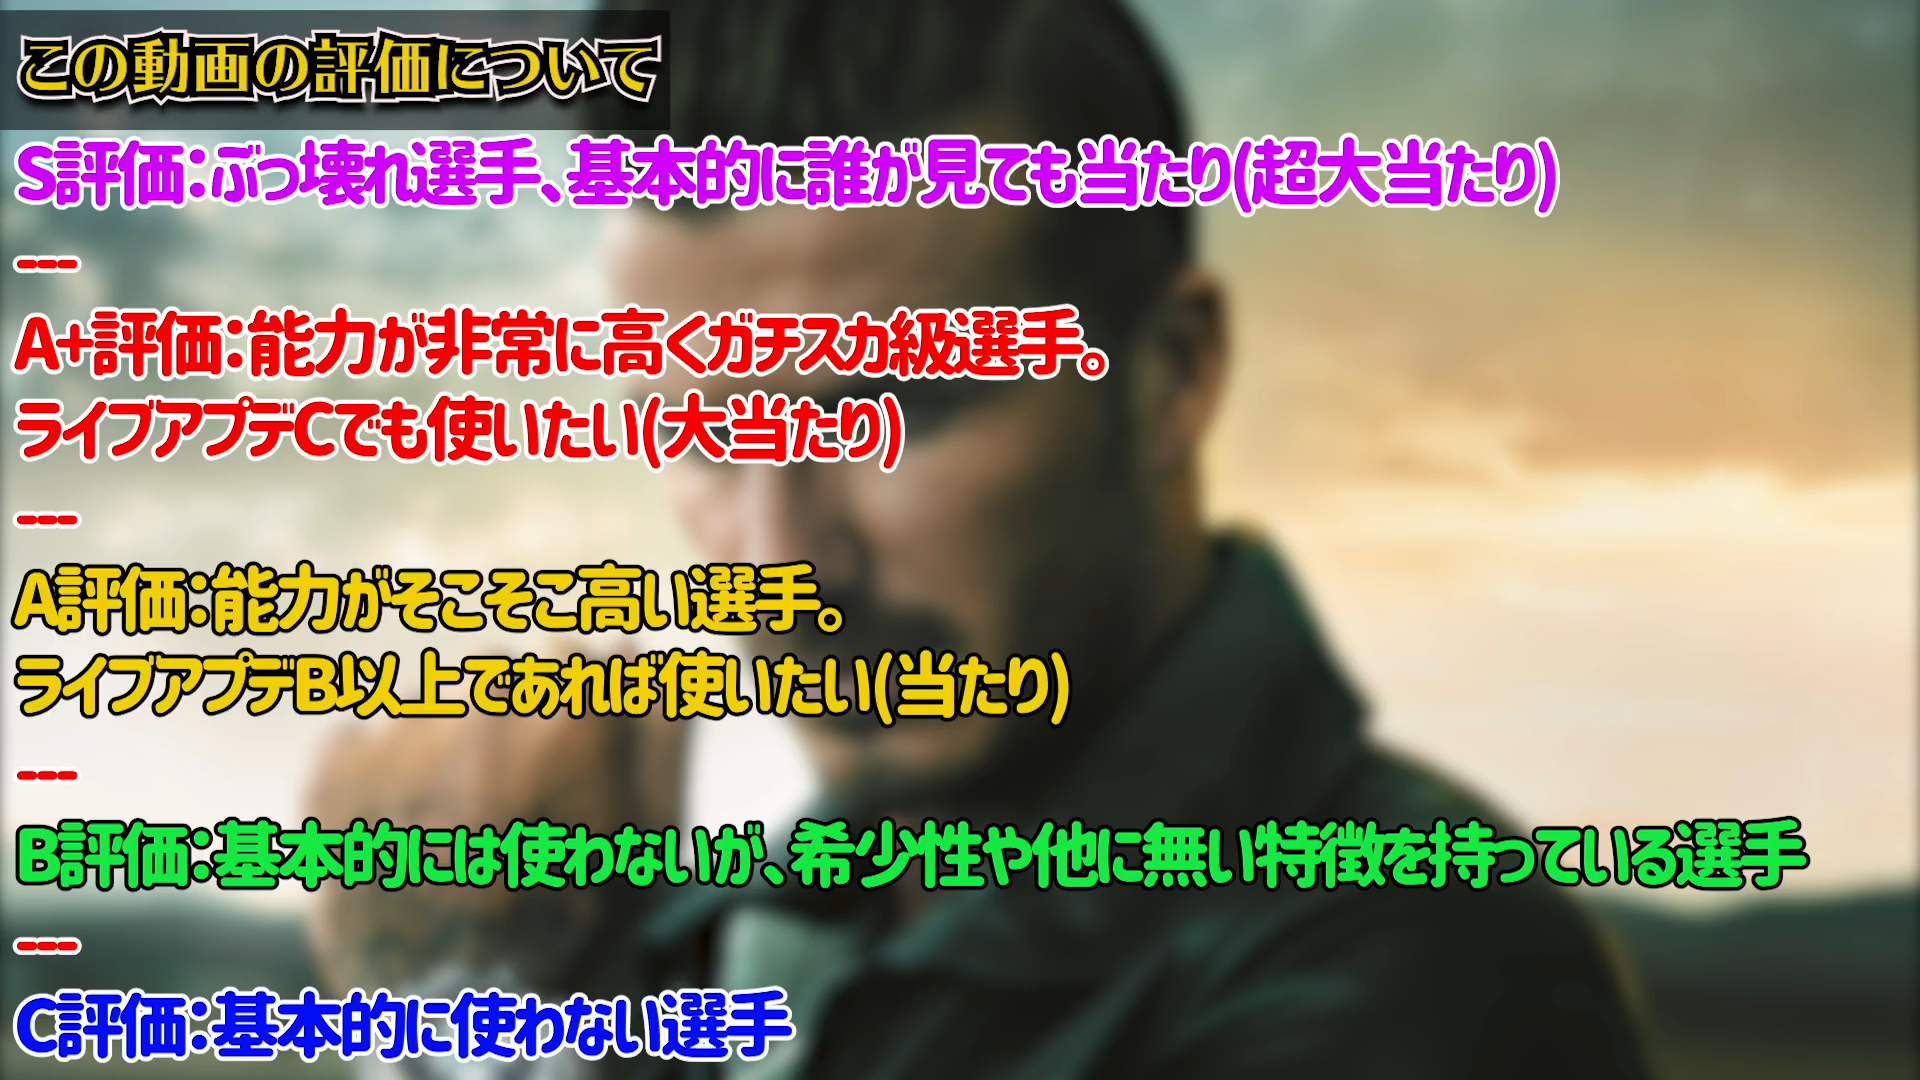 この動画の評価について
S評価：ぶっ壊れ選手、基本的に誰が見ても当たり(超大当たり)
---
A+評価：能力が非常に高くガチスカ級選手。
ライブアプデCでも使いたい(大当たり)
---
A評価：能力がそこそこ高い選手。
ライブアプデB以上であれば使いたい(当たり)
---
B評価：基本的には使わないが、希少性や他に無い特徴を持っている選手
---
C評価：基本的に使わない選手